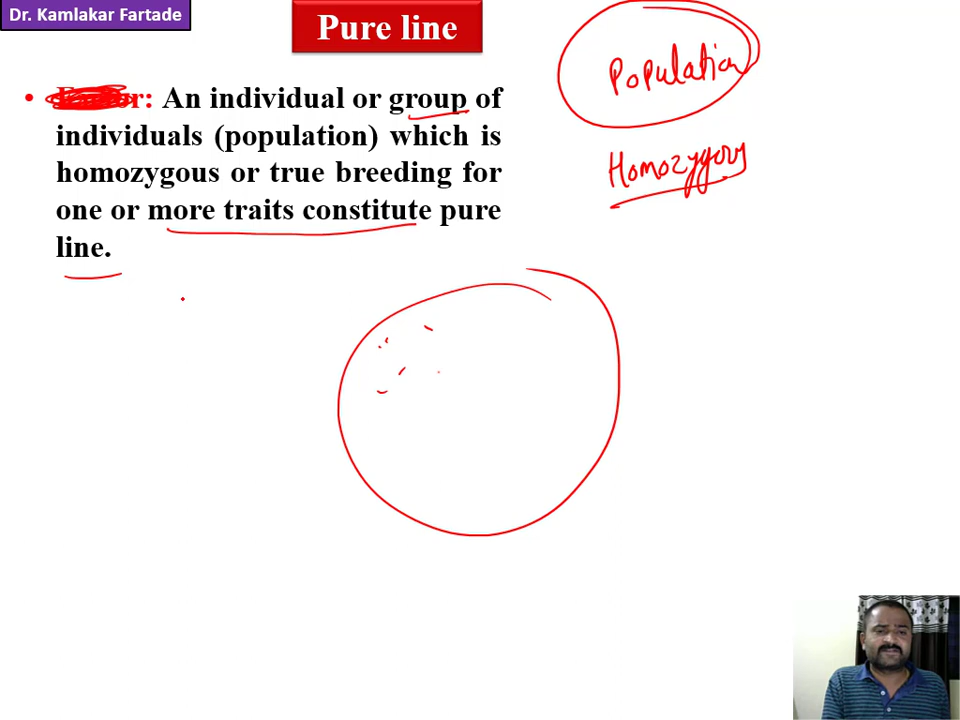 Dr. Kamlakar Fartade
Pure line
• r: An individual or group of
individuals (population) which is
homozygous or true breeding for
one or more traits constitute pure
line.
Population
Homozygous